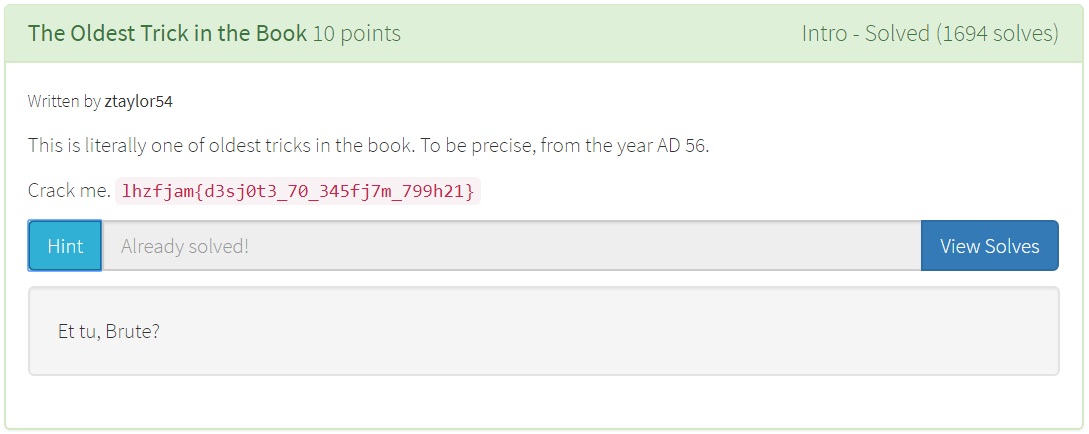 The Oldest Trick in the Book 10 points Intro - Solved (1694 solves)
Written by ztaylor54
This is literally one of oldest tricks in the book. To be precise, from the year AD 56.
Crack me. lhzfjam{d3sj0t3_70_345fj7m_799h21}
Hint Already solved! View Solves
Et tu, Brute?